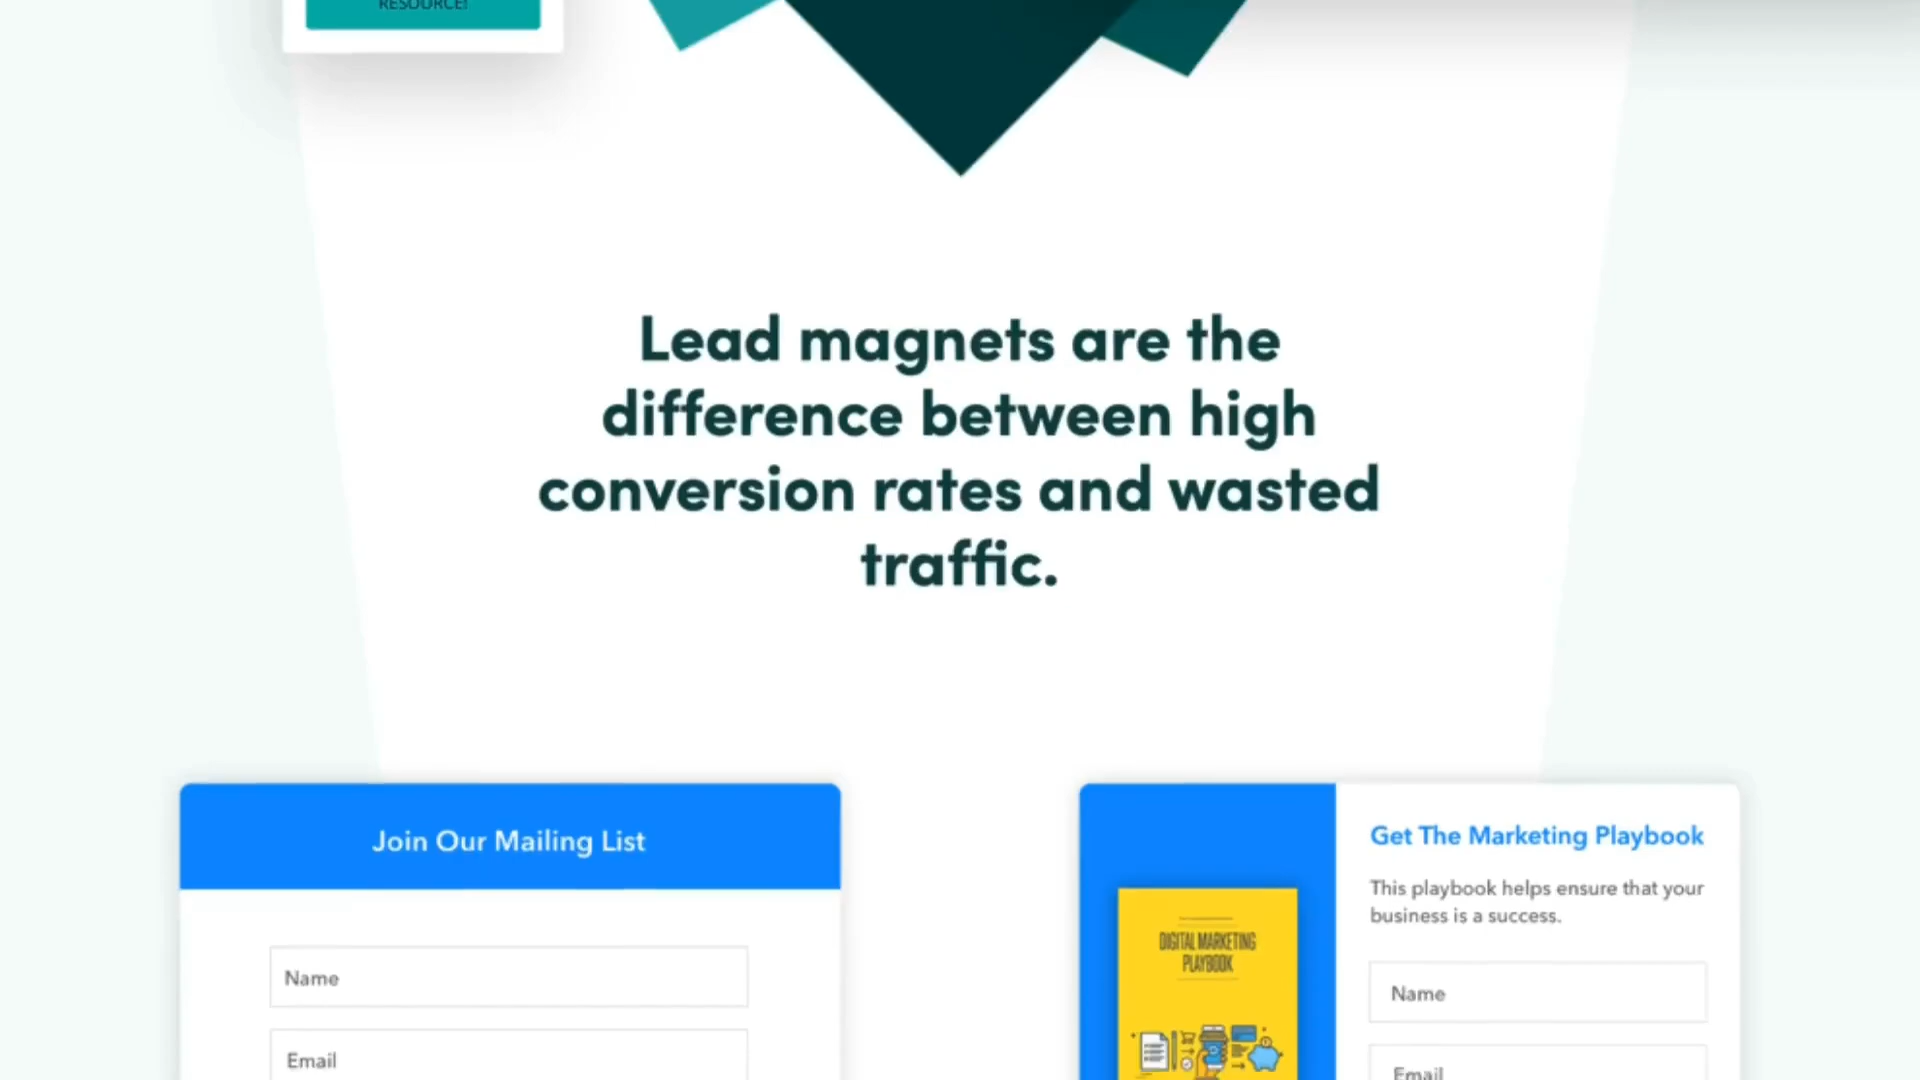 RESOURCE!
Lead magnets are the
difference between high
conversion rates and wasted
traffic.
Join Our Mailing List
Name
Email
Get The Marketing Playbook
This playbook helps ensure that your
business is a success.
DIGITAL MARKETING
PLAYBOOK
Name
Email